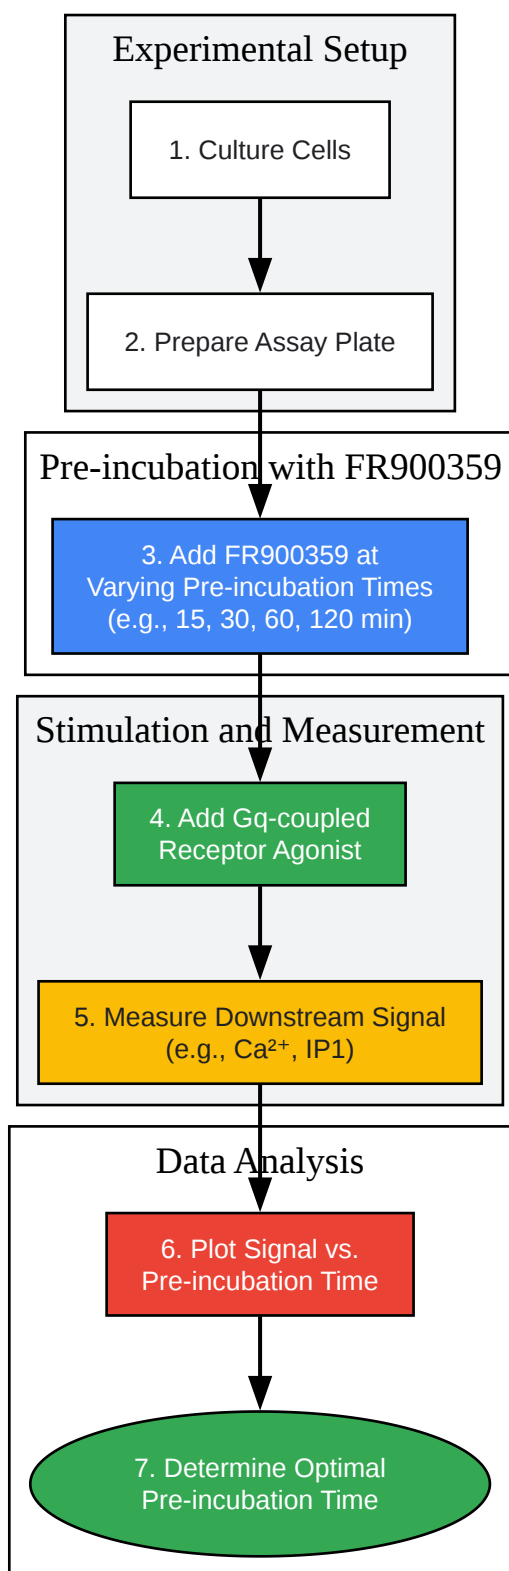 Experimental Setup
1. Culture Cells
2. Prepare Assay Plate
Pre-incubation with FR900359
3. Add FR900359 at
Varying Pre-incubation Times
(e.g., 15, 30, 60, 120 min)
Stimulation and Measurement
4. Add Gq-coupled
Receptor Agonist
5. Measure Downstream Signal
(e.g., Ca²⁺, IP1)
Data Analysis
6. Plot Signal vs.
Pre-incubation Time
7. Determine Optimal
Pre-incubation Time